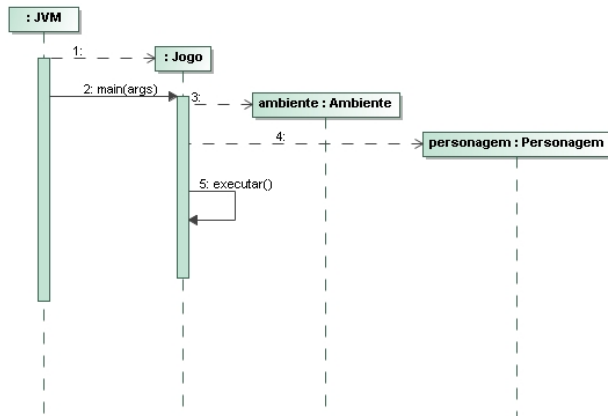 : JVM
1:
: Jogo
2: main(args)
3:
ambiente : Ambiente
4:
personagem : Personagem
5: executar()